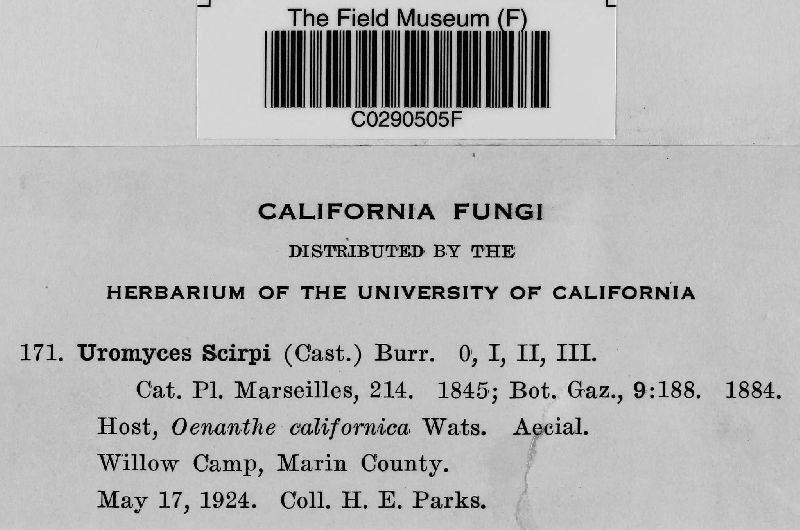 The Field Museum (F)
C0290505F
CALIFORNIA FUNGI
DISTRIBUTED BY THE
HERBARIUM OF THE UNIVERSITY OF CALIFORNIA
171. Uromyces Scirpi (Cast.) Burr. 0, I, II, III.
Cat. Pl. Marseilles, 214. 1845; Bot. Gaz., 9:188. 1884.
Host, Oenanthe californica Wats. Aecial.
Willow Camp, Marin County.
May 17, 1924. Coll. H. E. Parks.